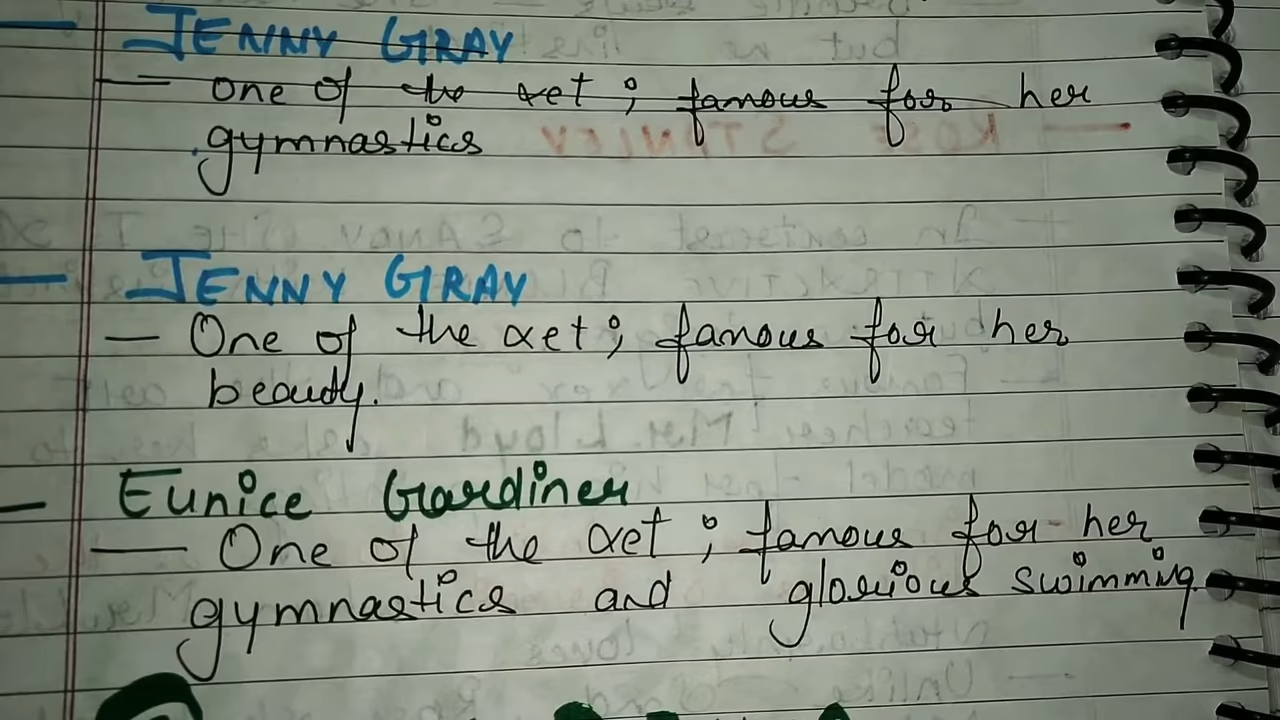 — JENNY GRAY
— One of the set ; famous for her
gymnastics
— JENNY GRAY
— One of the set ; famous for her
beauty.
— Eunice Gardiner
— One of the set ; famous for her
gymnastics and glorious swimming.